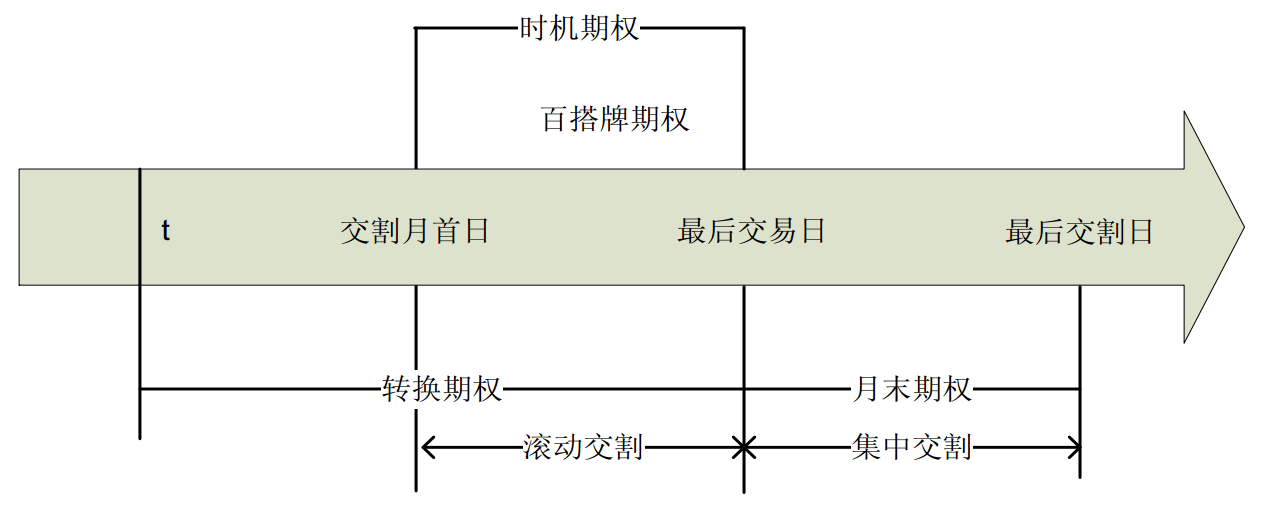 时机期权
百搭牌期权
t
交割月首日
最后交易日
最后交割日
转换期权
月末期权
滚动交割
集中交割